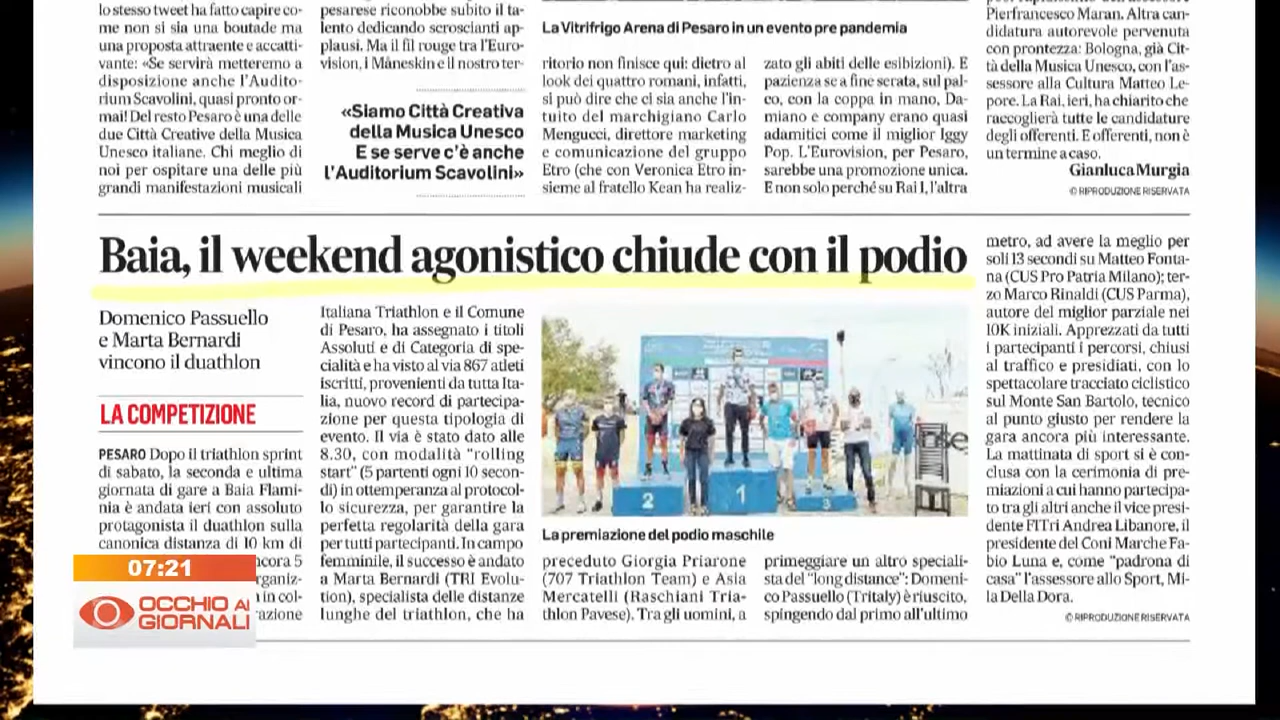 lo stesso tweet ha fatto capire co-
me non si sia una boutade ma
una proposta attraente e accatti-
vante: «Se servirà metteremo a
disposizione anche l'Audito-
rium Scavolini, quasi pronto or-
mai! Del resto Pesaro è una delle
due Città Creative della Musica
Unesco italiane. Chi meglio di
noi per ospitare una delle più
grandi manifestazioni musicali
pesarese riconobbe subito il ta-
lento dedicando scroscianti ap-
plausi. Ma il fil rouge tra l'Euro-
vision, i Måneskin e il nostro ter-
«Siamo Città Creativa
della Musica Unesco
E se serve c'è anche
l'Auditorium Scavolini»
La Vitrifrigo Arena di Pesaro in un evento pre pandemia
ritorio non finisce qui: dietro al
look dei quattro romani, infatti,
si può dire che ci sia anche l'in-
tuito del marchigiano Carlo
Mengucci, direttore marketing
e comunicazione del gruppo
Etro (che con Veronica Etro in-
sieme al fratello Kean ha realiz-
zato gli abiti delle esibizioni). E
pazienza se a fine serata, sul pal-
co, con la coppa in mano, Da-
miano e company erano quasi
adamitici come il miglior Iggy
Pop. L'Eurovision, per Pesaro,
sarebbe una promozione unica.
E non solo perché su Rai 1, l'altra
Pierfrancesco Maran. Altra can-
didatura autorevole pervenuta
con prontezza: Bologna, già Cit-
tà della Musica Unesco, con l'as-
sessore alla Cultura Matteo Le-
pore. La Rai, ieri, ha chiarito che
raccoglierà tutte le candidature
degli offerenti. E offerenti, non è
un termine a caso.
Gianluca Murgia
© RIPRODUZIONE RISERVATA
Baia, il weekend agonistico chiude con il podio
Domenico Passuello
e Marta Bernardi
vincono il duathlon
LA COMPETIZIONE
PESARO Dopo il triathlon sprint
di sabato, la seconda e ultima
giornata di gare a Baia Flami-
nia è andata ieri con assoluto
protagonista il duathlon sulla
canonica distanza di 10 km di
ncora 5
rganiz-
a in col-
razione
Italiana Triathlon e il Comune
di Pesaro, ha assegnato i titoli
Assoluti e di Categoria di spe-
cialità e ha visto al via 867 atleti
iscritti, provenienti da tutta Ita-
lia, nuovo record di partecipa-
zione per questa tipologia di
evento. Il via è stato dato alle
8.30, con modalità "rolling
start" (5 partenti ogni 10 secon-
di) in ottemperanza al protocol-
lo sicurezza, per garantire la
perfetta regolarità della gara
per tutti partecipanti. In campo
femminile, il successo è andato
a Marta Bernardi (TRI Evolu-
tion), specialista delle distanze
lunghe del triathlon, che ha
2
1
3
La premiazione del podio maschile
preceduto Giorgia Priarone
(707 Triathlon Team) e Asia
Mercatelli (Raschiani Tria-
thlon Pavese). Tra gli uomini, a
primeggiare un altro speciali-
sta del "long distance": Domeni-
co Passuello (Tritaly) è riuscito,
spingendo dal primo all'ultimo
metro, ad avere la meglio per
soli 13 secondi su Matteo Fonta-
na (CUS Pro Patria Milano); ter-
zo Marco Rinaldi (CUS Parma),
autore del miglior parziale nei
10K iniziali. Apprezzati da tutti
i partecipanti i percorsi, chiusi
al traffico e presidiati, con lo
spettacolare tracciato ciclistico
sul Monte San Bartolo, tecnico
al punto giusto per rendere la
gara ancora più interessante.
La mattinata di sport si è con-
clusa con la cerimonia di pre-
miazioni a cui hanno partecipa-
to tra gli altri anche il vice presi-
dente FITri Andrea Libanore, il
presidente del Coni Marche Fa-
bio Luna e, come "padrona di
casa" l'assessore allo Sport, Mi-
la Della Dora.
© RIPRODUZIONE RISERVATA
07:21
OCCHIO AI
GIORNALI